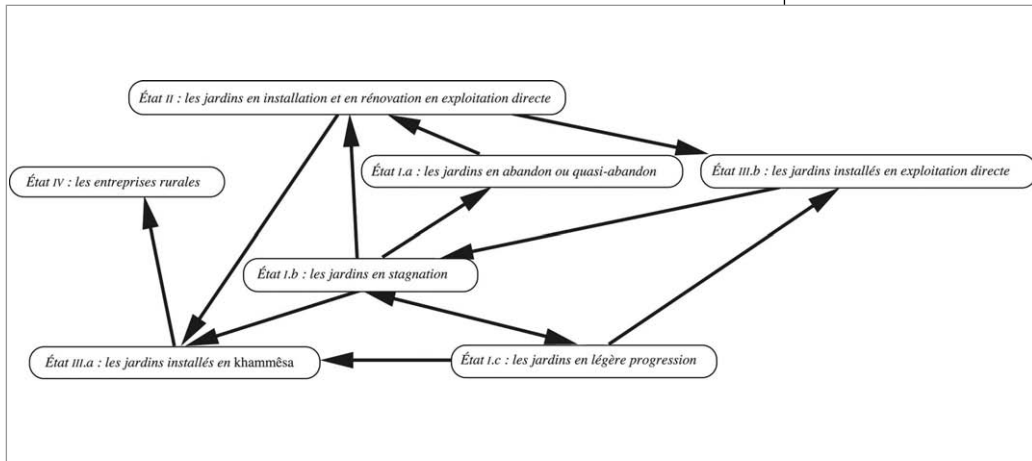 État II : les jardins en installation et en rénovation en exploitation directe
État I.a : les jardins en abandon ou quasi-abandon
État III.b : les jardins installés en exploitation directe
État IV : les entreprises rurales
État I.b : les jardins en stagnation
État III.a : les jardins installés en khammêsa
État I.c : les jardins en légère progression